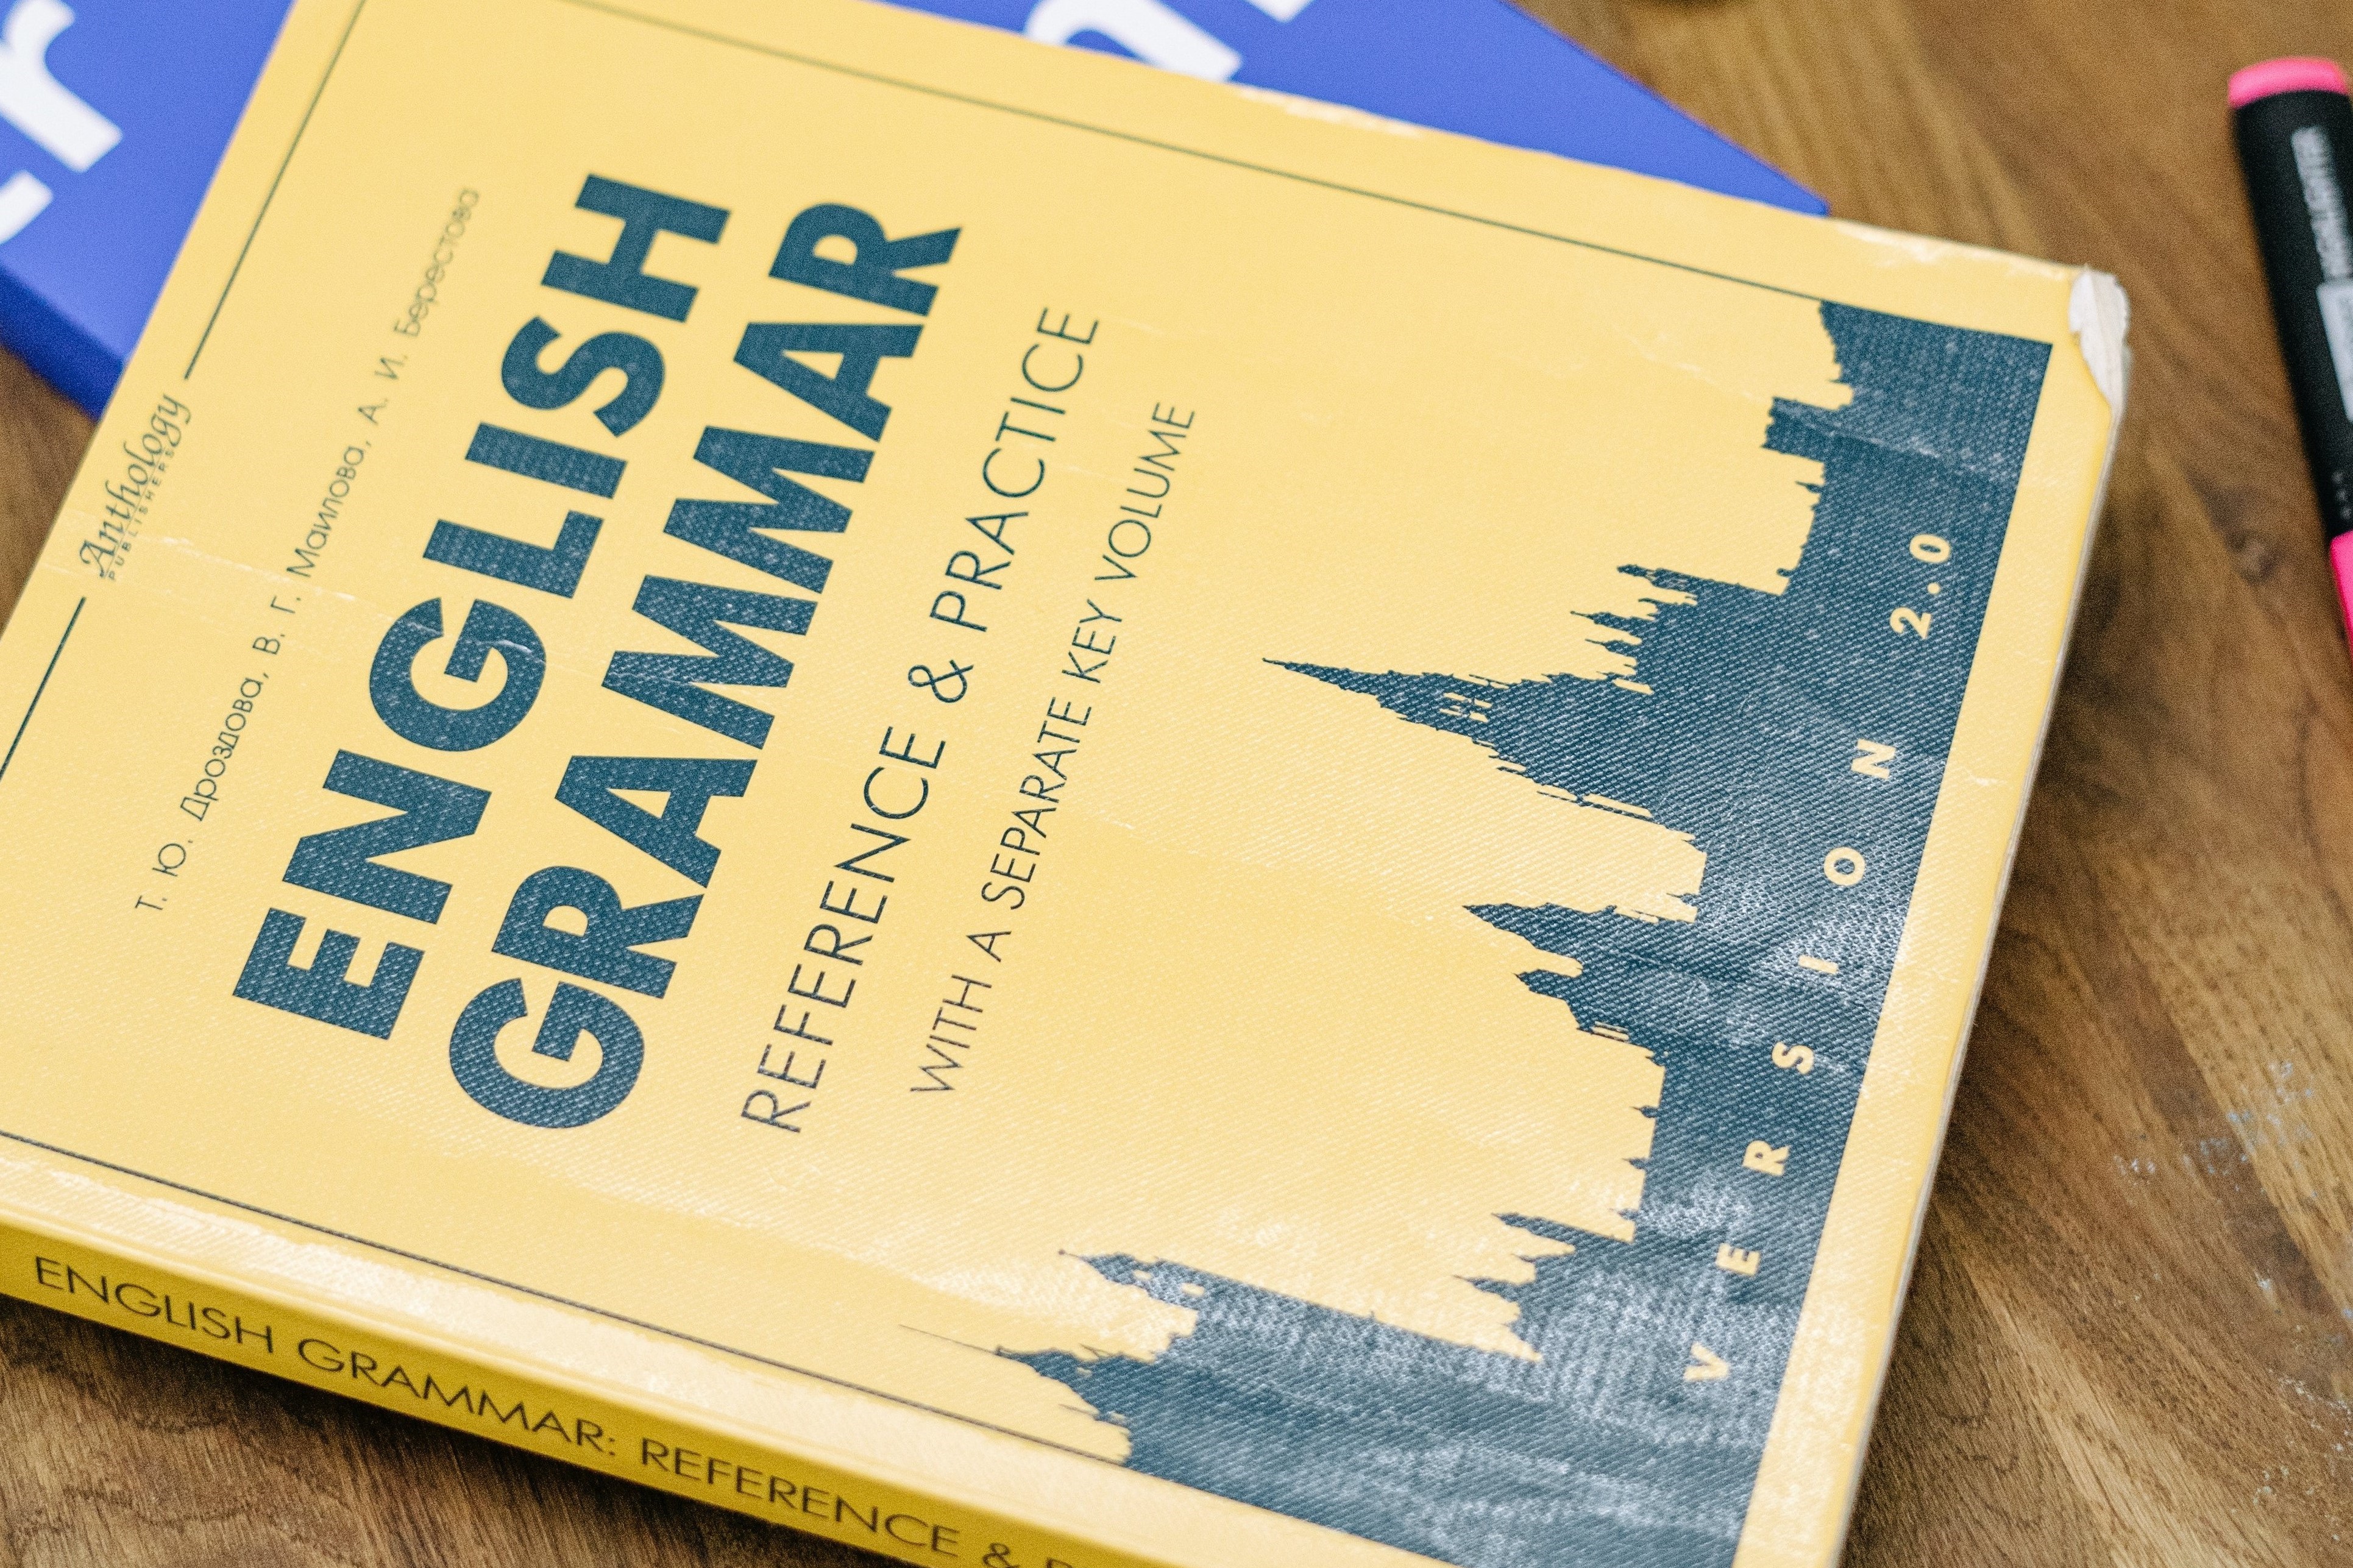 Anthology
PUBLISHERS
Т. Ю. Дроздова, В. Г. Маилова, А. И. Берестова
ENGLISH
GRAMMAR
REFERENCE & PRACTICE
WITH A SEPARATE KEY VOLUME
VERSION 2.0
ENGLISH GRAMMAR: REFERENCE &
HIGHLIGHTER